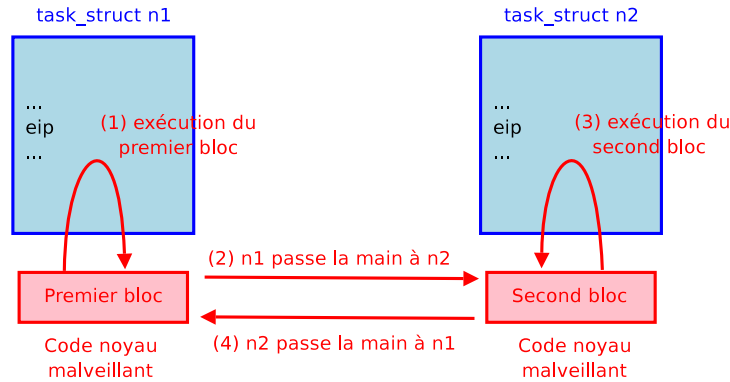 task_struct n1
task_struct n2
...
eip
...
(1) exécution du
premier bloc
...
eip
...
(3) exécution du
second bloc
(2) n1 passe la main à n2
Premier bloc
Second bloc
(4) n2 passe la main à n1
Code noyau
malveillant
Code noyau
malveillant